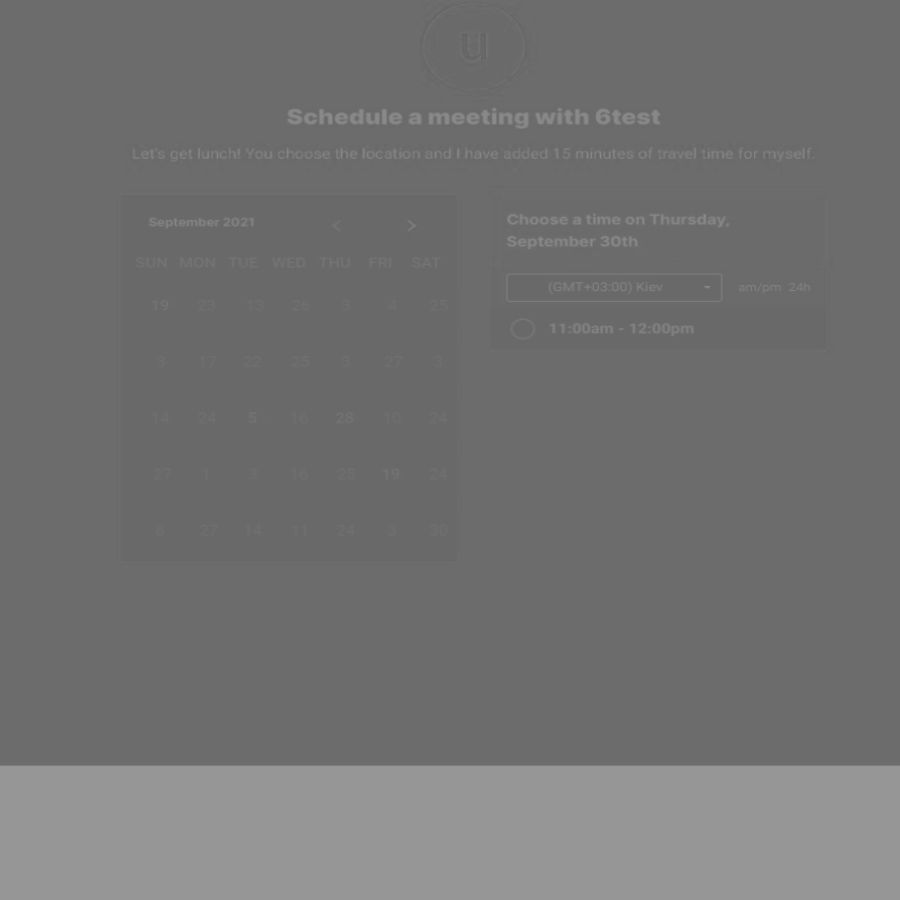 u
Schedule a meeting with 6test
Let's get lunch! You choose the location and I have added 15 minutes of travel time for myself.
September 2021 < >
SUN MON TUE WED THU FRI SAT
19 23 13 26 3 4 25
17 22 25 3 27 3
14 24 5 16 28 10 24
27 1 3 16 25 19 24
27 14 11 24 30
Choose a time on Thursday,
September 30th
(GMT+03:00) Kiev am/pm 24h
11:00am - 12:00pm